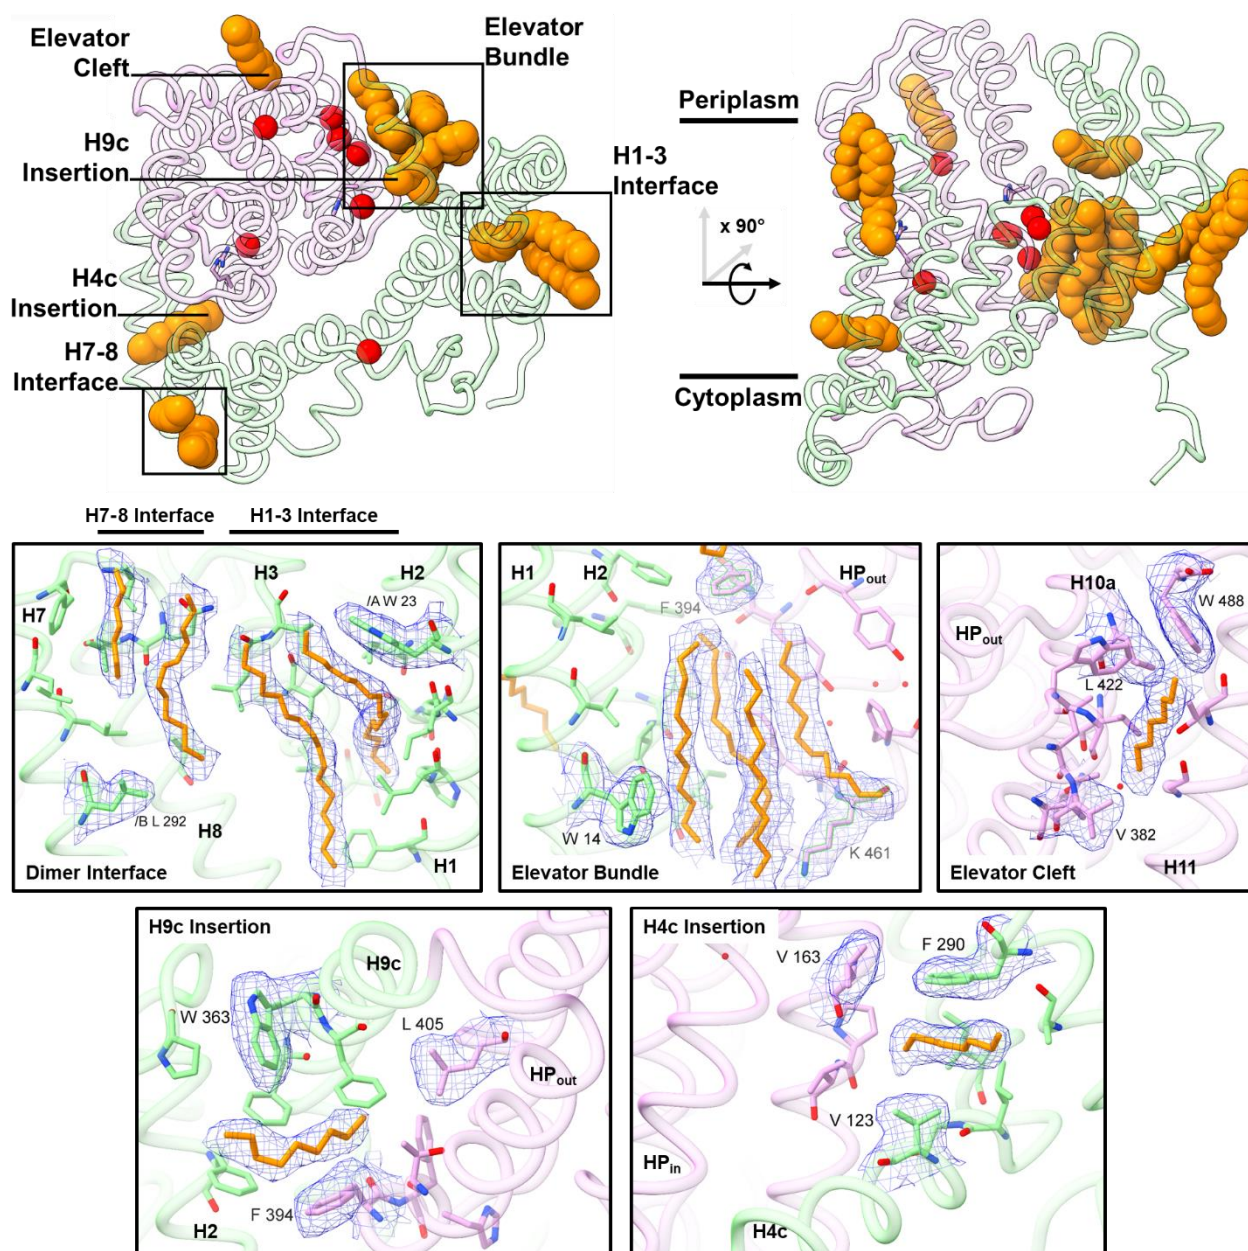 Elevator
Cleft
Elevator
Bundle
H9c
Insertion
H1-3
Interface
H4c
Insertion
H7-8
Interface
x 90°
Periplasm
Cytoplasm
H7-8 Interface
H1-3 Interface
H7
H3
H2
/A W 23
/B L 292
H8
H1
Dimer Interface
H1
H2
HPout
F 394
W 14
K 461
Elevator Bundle
H10a
W 488
HPout
L 422
V 382
H11
Elevator Cleft
H9c Insertion
H9c
W 363
L 405
HPout
F 394
H2
H4c Insertion
V 163
F 290
V 123
HPin
H4c